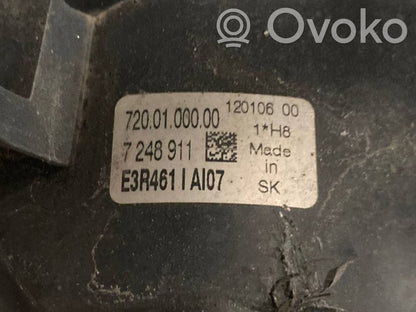 Ovoko
720.01.000.00 120106 00
1*H8
7 248 911 Made
in
E3R461 I AI07 SK